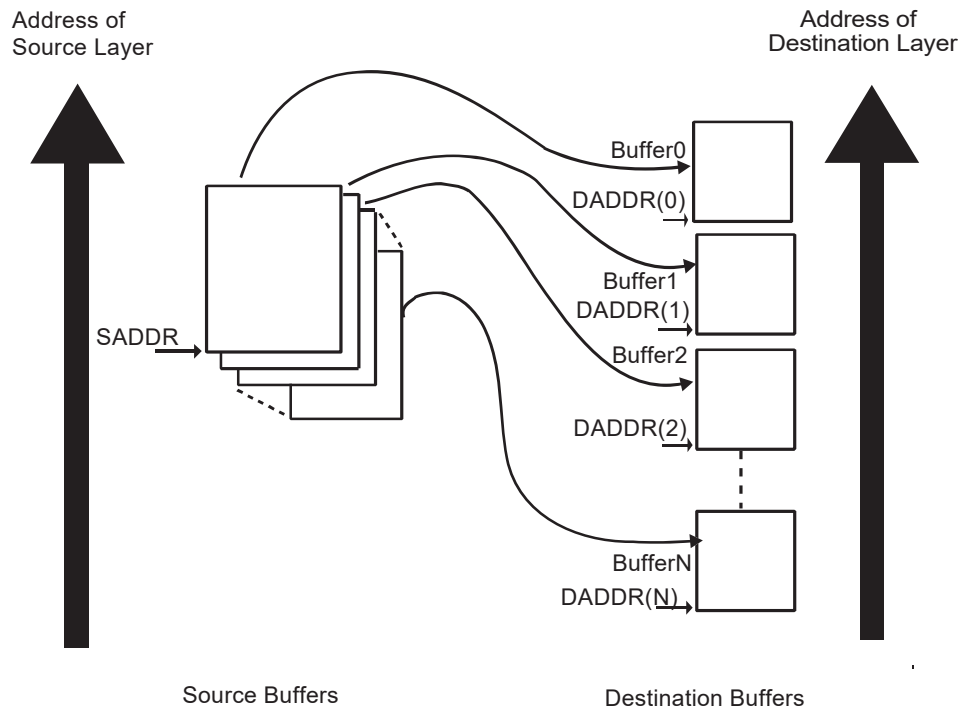 Address of
Source Layer
Address of
Destination Layer
Buffer0
DADDR(0)
Buffer1
DADDR(1)
SADDR
Buffer2
DADDR(2)
BufferN
DADDR(N)
Source Buffers
Destination Buffers